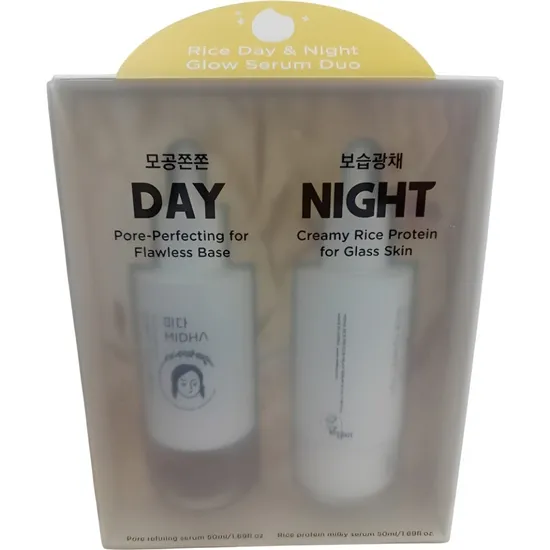 Rice Day & Night
Glow Serum Duo
모공쫀쫀
DAY
Pore-Perfecting for
Flawless Base
보습광채
NIGHT
Creamy Rice Protein
for Glass Skin
미다
MIDHA
Pore refining serum 50ml/1.69fl oz
Rice protein milky serum 50ml/1.69fl oz